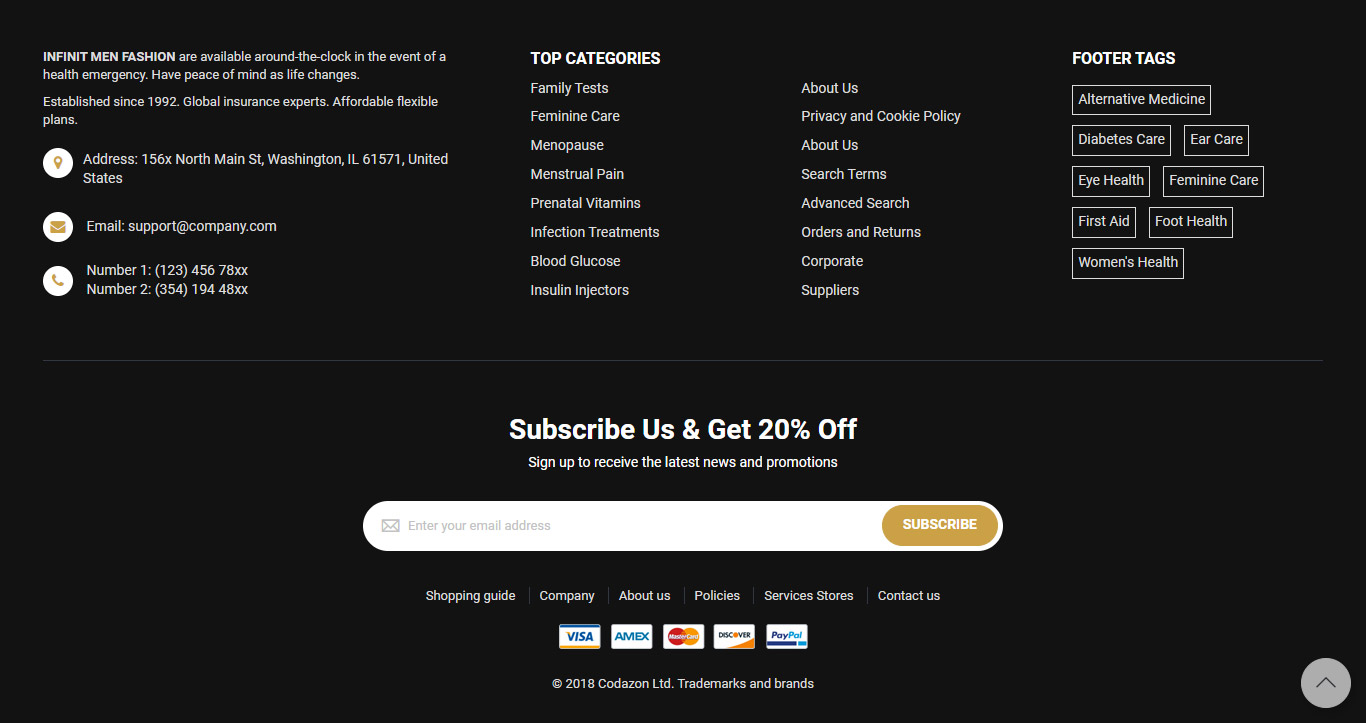 INFINIT MEN FASHION are available around-the-clock in the event of a
health emergency. Have peace of mind as life changes.
Established since 1992. Global insurance experts. Affordable flexible
plans.
Address: 156x North Main St, Washington, IL 61571, United
States
Email: support@company.com
Number 1: (123) 456 78xx
Number 2: (354) 194 48xx
TOP CATEGORIES
Family Tests
Feminine Care
Menopause
Menstrual Pain
Prenatal Vitamins
Infection Treatments
Blood Glucose
Insulin Injectors
About Us
Privacy and Cookie Policy
About Us
Search Terms
Advanced Search
Orders and Returns
Corporate
Suppliers
FOOTER TAGS
Alternative Medicine
Diabetes Care Ear Care
Eye Health Feminine Care
First Aid Foot Health
Women's Health
Subscribe Us & Get 20% Off
Sign up to receive the latest news and promotions
Enter your email address SUBSCRIBE
Shopping guide Company About us Policies Services Stores Contact us
VISA AMEX MasterCard DISCOVER PayPal
© 2018 Codazon Ltd. Trademarks and brands